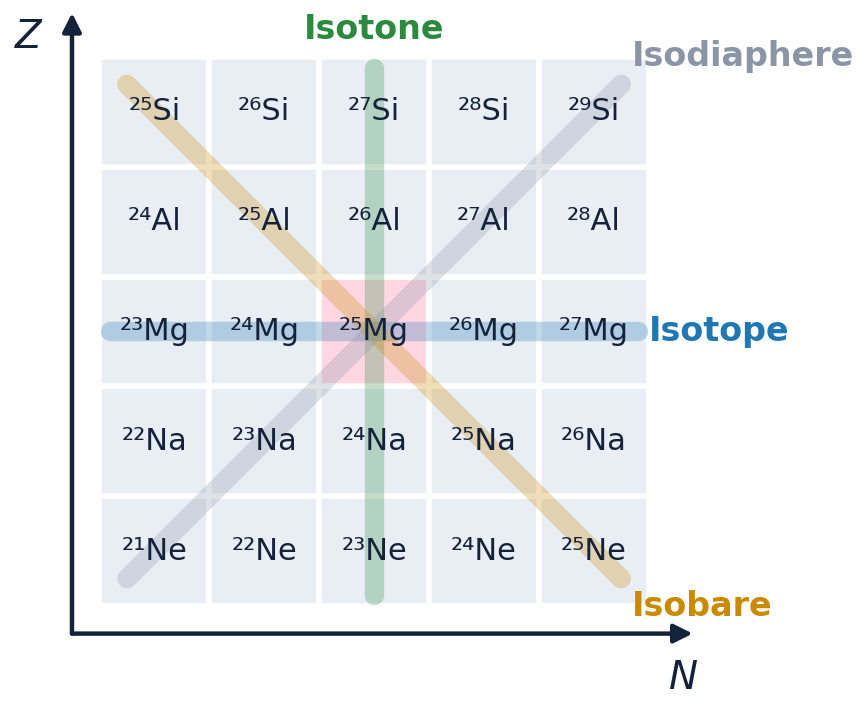 Isotone
Z
Isodiaphere
²⁵Si ²⁶Si ²⁷Si ²⁸Si ²⁹Si
²⁴Al ²⁵Al ²⁶Al ²⁷Al ²⁸Al
²³Mg ²⁴Mg ²⁵Mg ²⁶Mg ²⁷Mg Isotope
²²Na ²³Na ²⁴Na ²⁵Na ²⁶Na
²¹Ne ²²Ne ²³Ne ²⁴Ne ²⁵Ne
Isobare
N